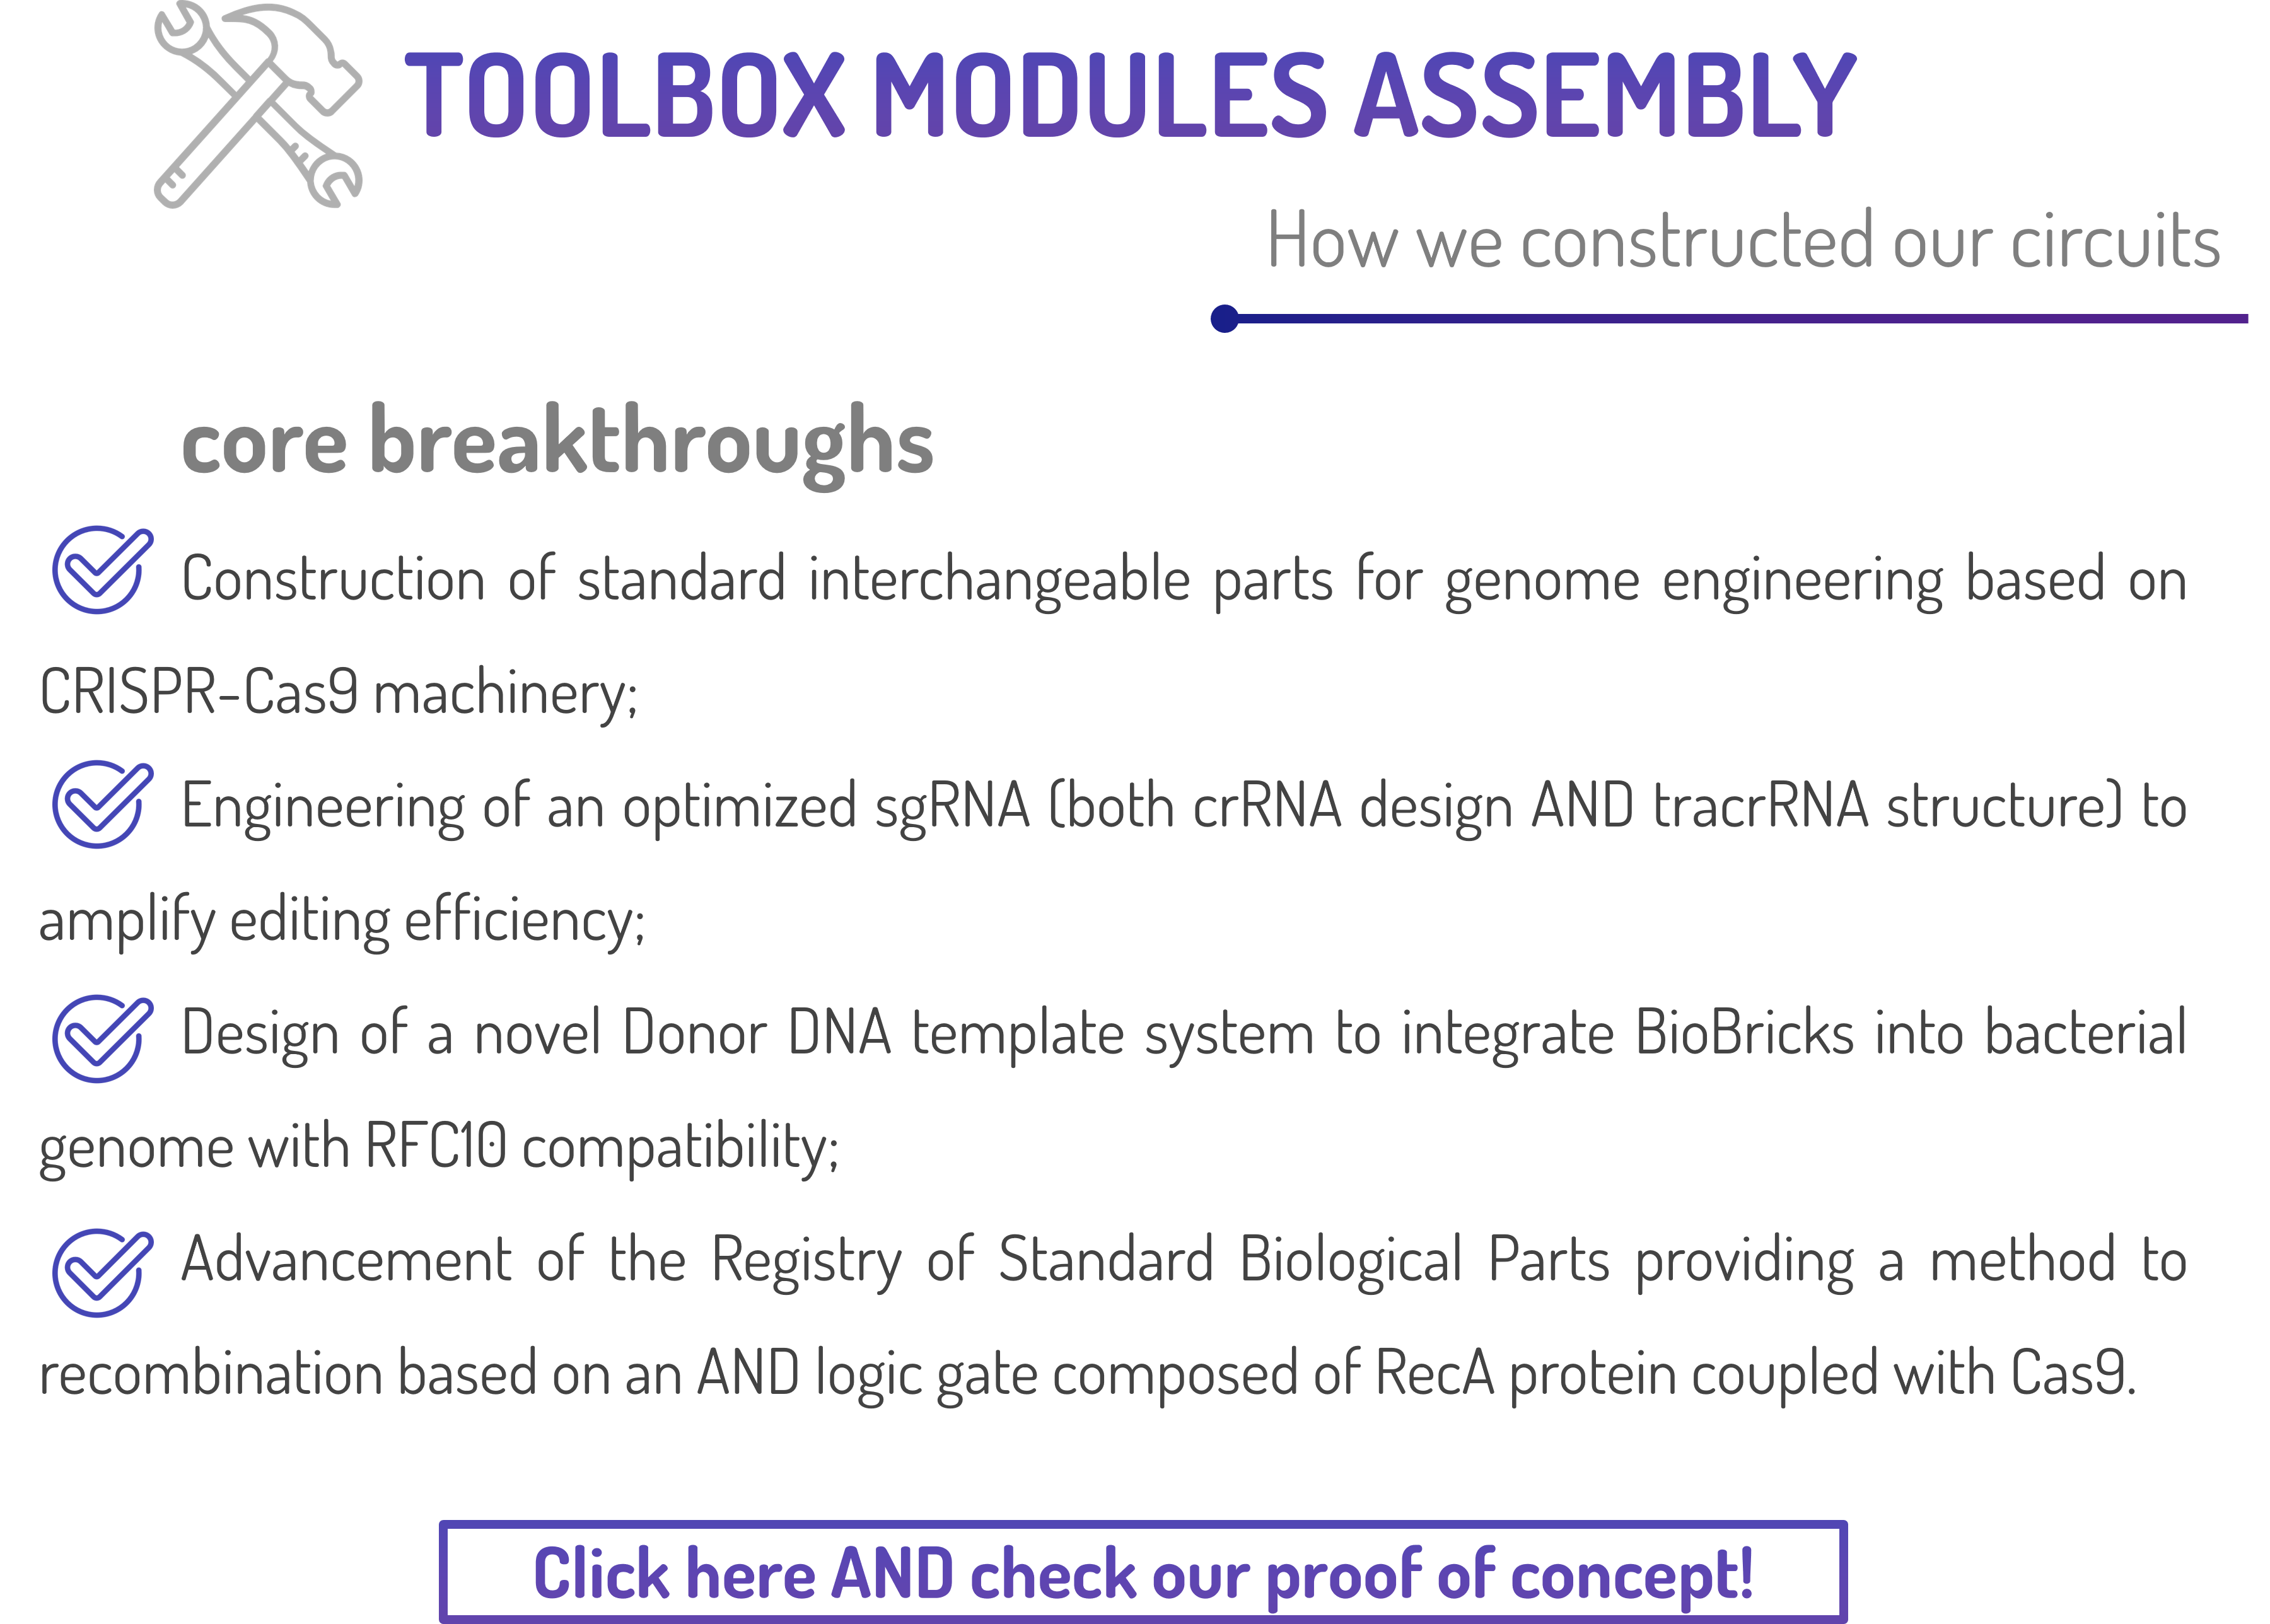 TOOLBOX MODULES ASSEMBLY
How we constructed our circuits
core breakthroughs
Construction of standard interchangeable parts for genome engineering based on
CRISPR-Cas9 machinery;
Engineering of an optimized sgRNA (both crRNA design AND tracrRNA structure) to
amplify editing efficiency;
Design of a novel Donor DNA template system to integrate BioBricks into bacterial
genome with RFC10 compatibility;
Advancement of the Registry of Standard Biological Parts providing a method to
recombination based on an AND logic gate composed of RecA protein coupled with Cas9.
Click here AND check our proof of concept!